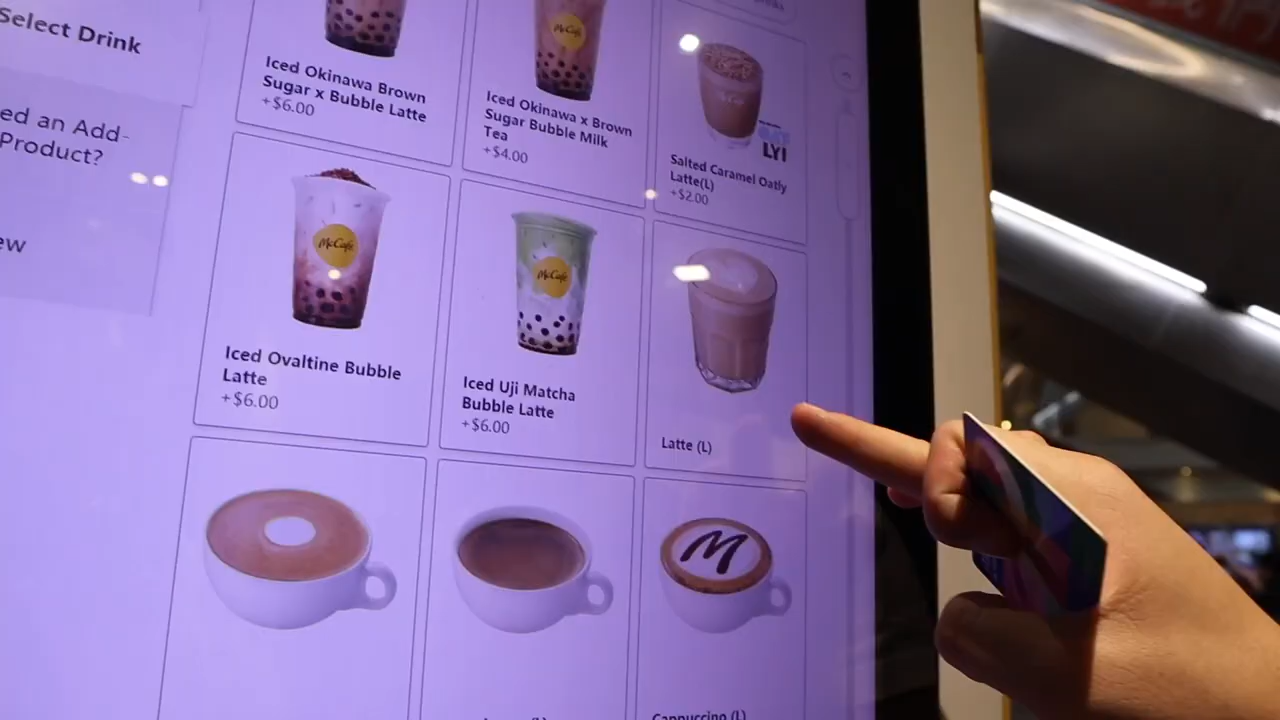 Select Drink
ed an Add-
Product?
ew
Iced Okinawa Brown
Sugar x Bubble Latte
+$6.00
McCafé
Iced Okinawa x Brown
Sugar Bubble Milk
Tea
+$4.00
LYI
Salted Caramel Oatly
Latte(L)
+$2.00
McCafé
Iced Ovaltine Bubble
Latte
+$6.00
McCafé
Iced Uji Matcha
Bubble Latte
+$6.00
Latte (L)
M
Cappuccino (L)